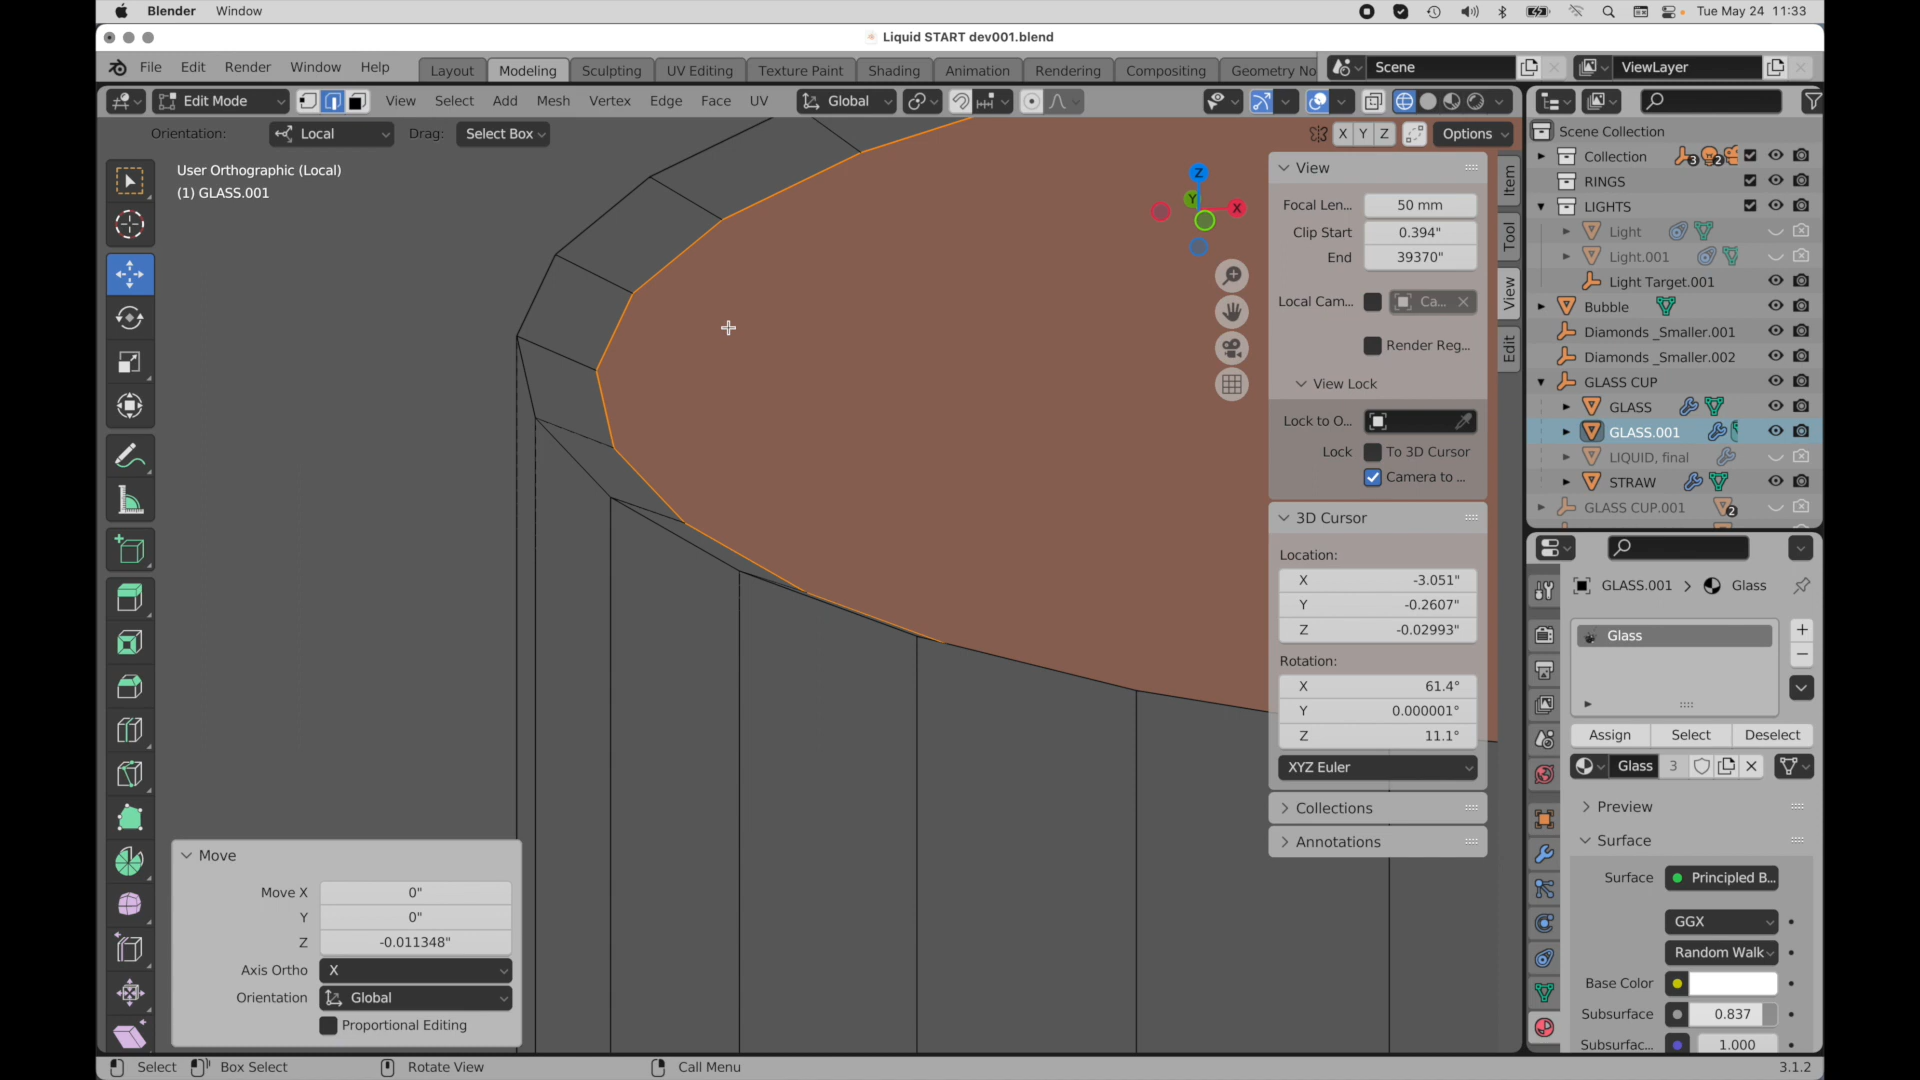 Blender Window
Tue May 24 11:33
Liquid START dev001.blend
File Edit Render Window Help
Layout Modeling Sculpting UV Editing Texture Paint Shading Animation Rendering Compositing Geometry No
Scene
ViewLayer
Edit Mode
View Select Add Mesh Vertex Edge Face UV
Global
Orientation: Local Drag: Select Box
X Y Z Options
User Orthographic (Local)
(1) GLASS.001
Z
Y
X
View
Focal Len... 50 mm
Clip Start 0.394"
End 39370"
Local Cam... Ca...
Render Reg...
View Lock
Lock to O...
Lock To 3D Cursor
Camera to ...
3D Cursor
Location:
X -3.051"
Y -0.2607"
Z -0.02993"
Rotation:
X 61.4°
Y 0.000001°
Z 11.1°
XYZ Euler
Collections
Annotations
Item
Tool
View
Edit
Scene Collection
Collection 3 2
RINGS
LIGHTS
Light
Light.001
Light Target.001
Bubble
Diamonds _Smaller.001
Diamonds _Smaller.002
GLASS CUP
GLASS
GLASS.001
LIQUID, final
STRAW
GLASS CUP.001 2
GLASS.001 > Glass
Glass
Assign Select Deselect
Glass 3
Preview
Surface
Surface Principled B...
GGX
Random Walk
Base Color
Subsurface 0.837
Subsurfac... 1.000
Move
Move X 0"
Y 0"
Z -0.011348"
Axis Ortho X
Orientation Global
Proportional Editing
Select Box Select Rotate View Call Menu 3.1.2